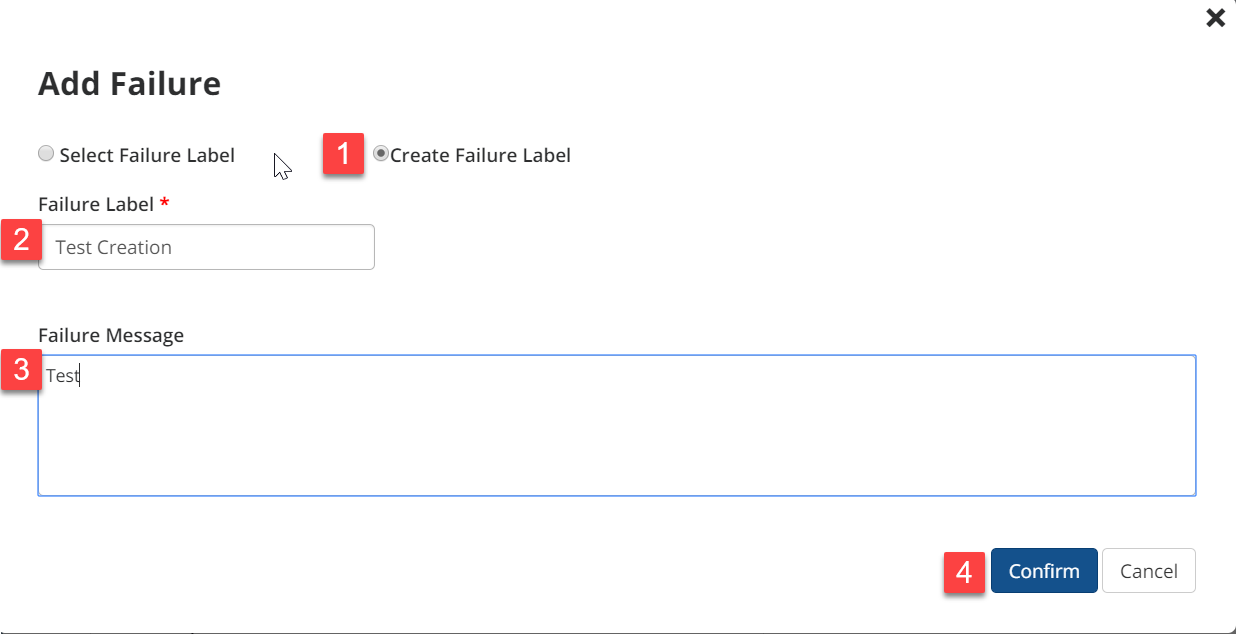 Add Failure
Select Failure Label 1 Create Failure Label
Failure Label *
2 Test Creation
Failure Message
3 Test
4 Confirm Cancel